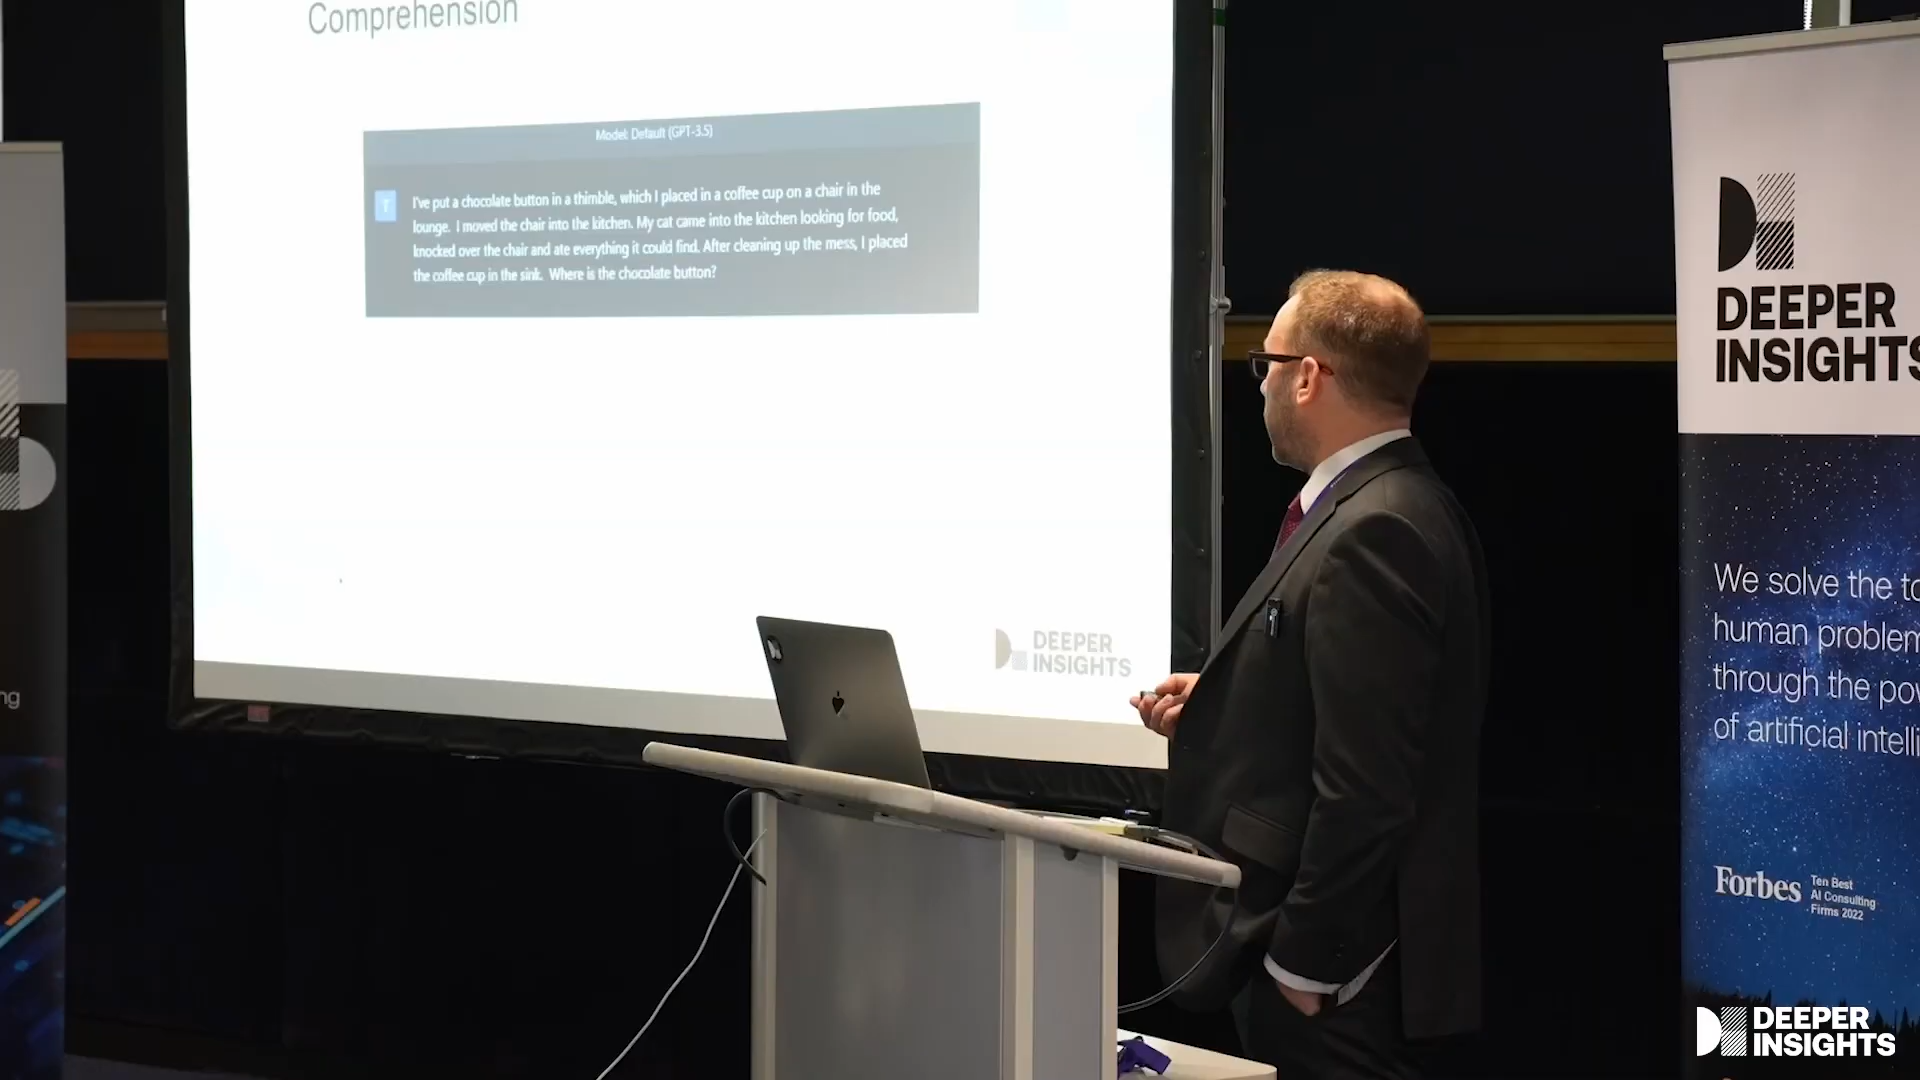 Comprehension
Model: Default (GPT-3.5)
T
I've put a chocolate button in a thimble, which I placed in a coffee cup on a chair in the
lounge. I moved the chair into the kitchen. My cat came into the kitchen looking for food,
knocked over the chair and ate everything it could find. After cleaning up the mess, I placed
the coffee cup in the sink. Where is the chocolate button?
DEEPER
INSIGHTS
DEEPER
INSIGHTS
We solve the to
human problem
through the pow
of artificial intelli
Forbes
Ten Best
AI Consulting
Firms 2022
ng
DEEPER
INSIGHTS